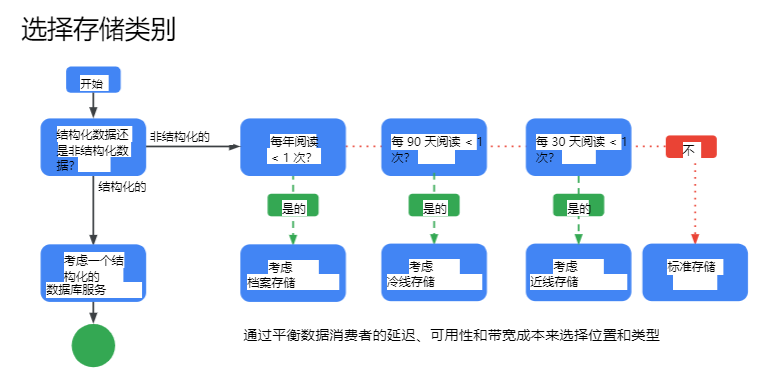 选择存储类别
开始
结构化数据还
是非结构化数
据?
非结构化的
每年阅读
< 1 次?
每 90 天阅读 < 1
次?
每 30 天阅读 < 1
次?
不
结构化的
是的
是的
是的
考虑一个结
构化的
数据库服务
考虑
档案存储
考虑
冷线存储
考虑
近线存储
标准存储
通过平衡数据消费者的延迟、可用性和带宽成本来选择位置和类型